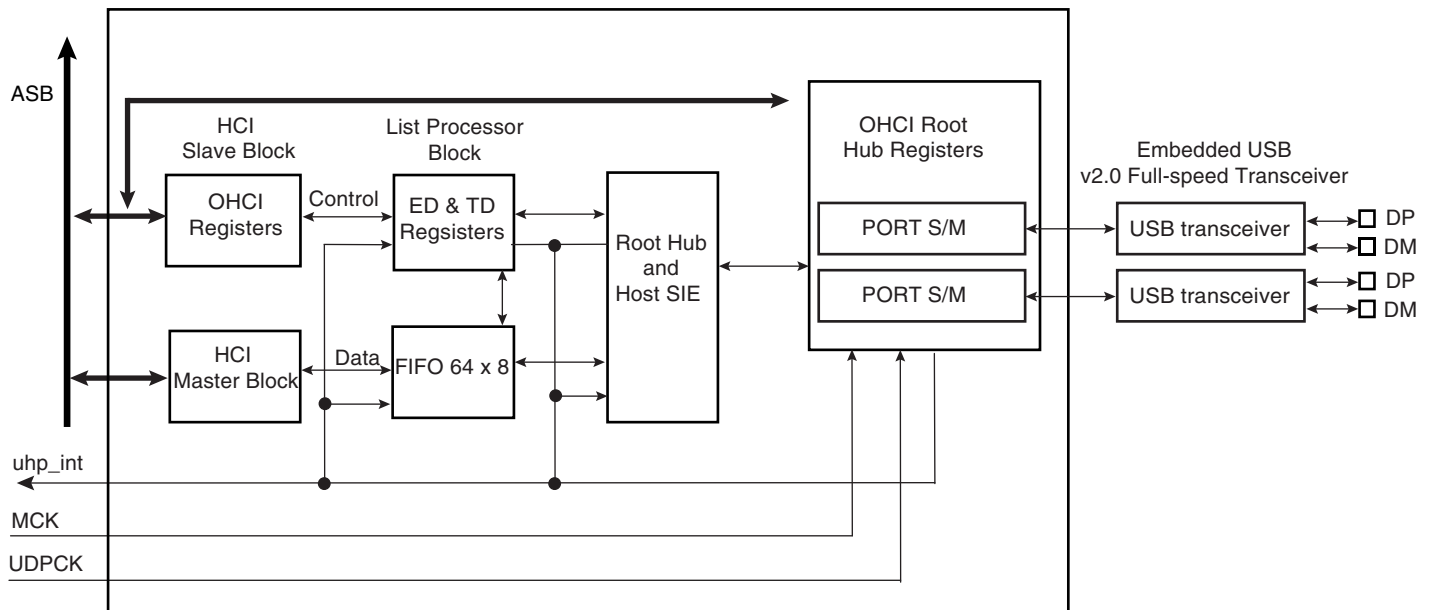 ASB
HCI
Slave Block
List Processor
Block
OHCI
Registers
Control
ED & TD
Regsisters
Root Hub
and
Host SIE
HCI
Master Block
Data
FIFO 64 x 8
OHCI Root
Hub Registers
PORT S/M
PORT S/M
Embedded USB
v2.0 Full-speed Transceiver
USB transceiver
DP
DM
USB transceiver
DP
DM
uhp_int
MCK
UDPCK